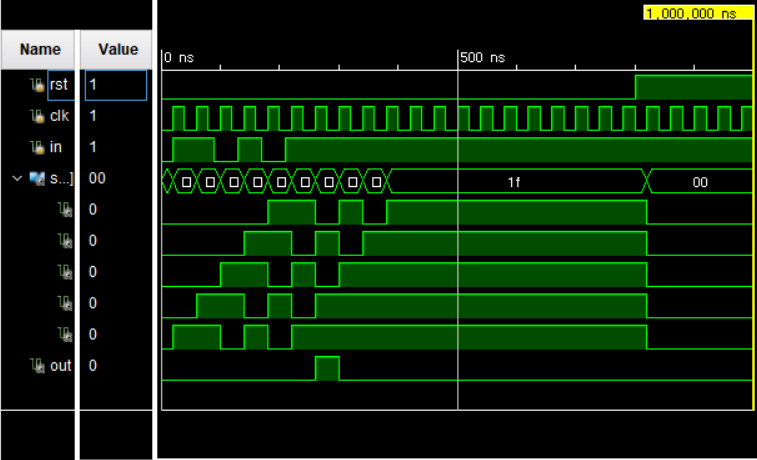 1,000,000 ns
Name Value
0 ns 500 ns
rst 1
clk 1
in 1
s...] 00 1f 00
0
0
0
0
0
out 0